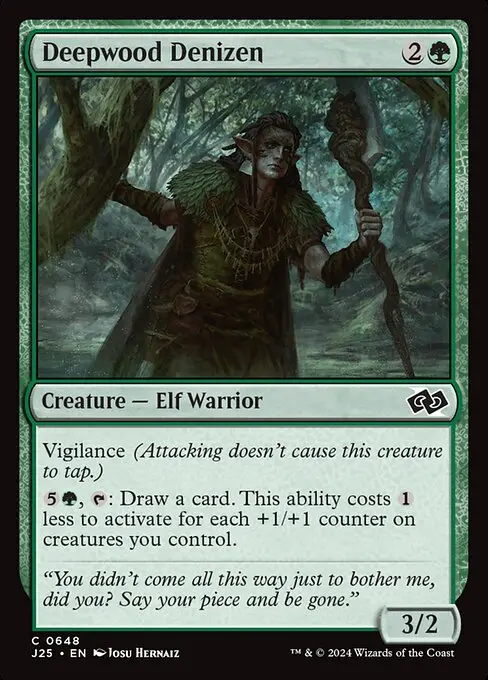 Deepwood Denizen 2
Creature — Elf Warrior
Vigilance (Attacking doesn't cause this creature
to tap.)
5, : Draw a card. This ability costs 1
less to activate for each +1/+1 counter on
creatures you control.
"You didn't come all this way just to bother me,
did you? Say your piece and be gone."
3/2
C 0648
J25 • EN Josu Hernaiz
™ & © 2024 Wizards of the Coast